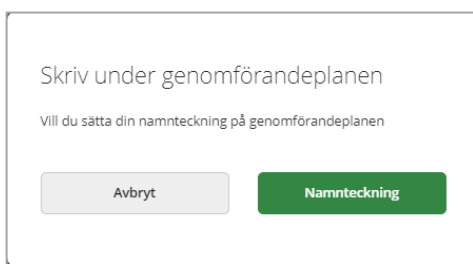 Skriv under genomförandeplanen
Vill du sätta din namnteckning på genomförandeplanen
Avbryt
Namnteckning